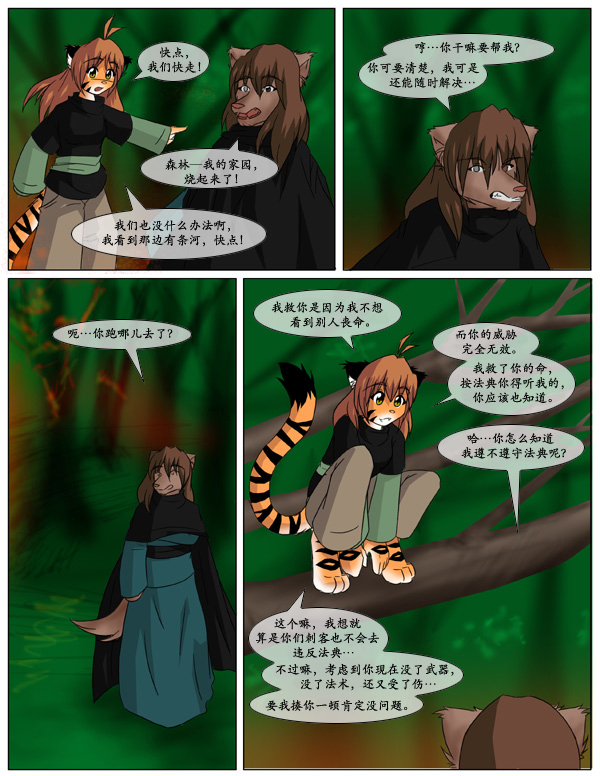 快点，
我们快走！
森林—我的家园，
烧起来了！
我们也没什么办法啊，
我看到那边有条河，快点！
哼…你干嘛要帮我？
你可要清楚，我可是
还能随时解决…
呃…你跑哪儿去了？
我救你是因为我不想
看到别人丧命。
而你的威胁
完全无效。
我救了你的命，
按法典你得听我的，
你应该也知道。
哈…你怎么知道
我遵不遵守法典呢？
这个嘛，我想就
算是你们刺客也不会去
违反法典…
不过嘛，考虑到你现在没了武器，
没了法术，还又受了伤…
要我揍你一顿肯定没问题。